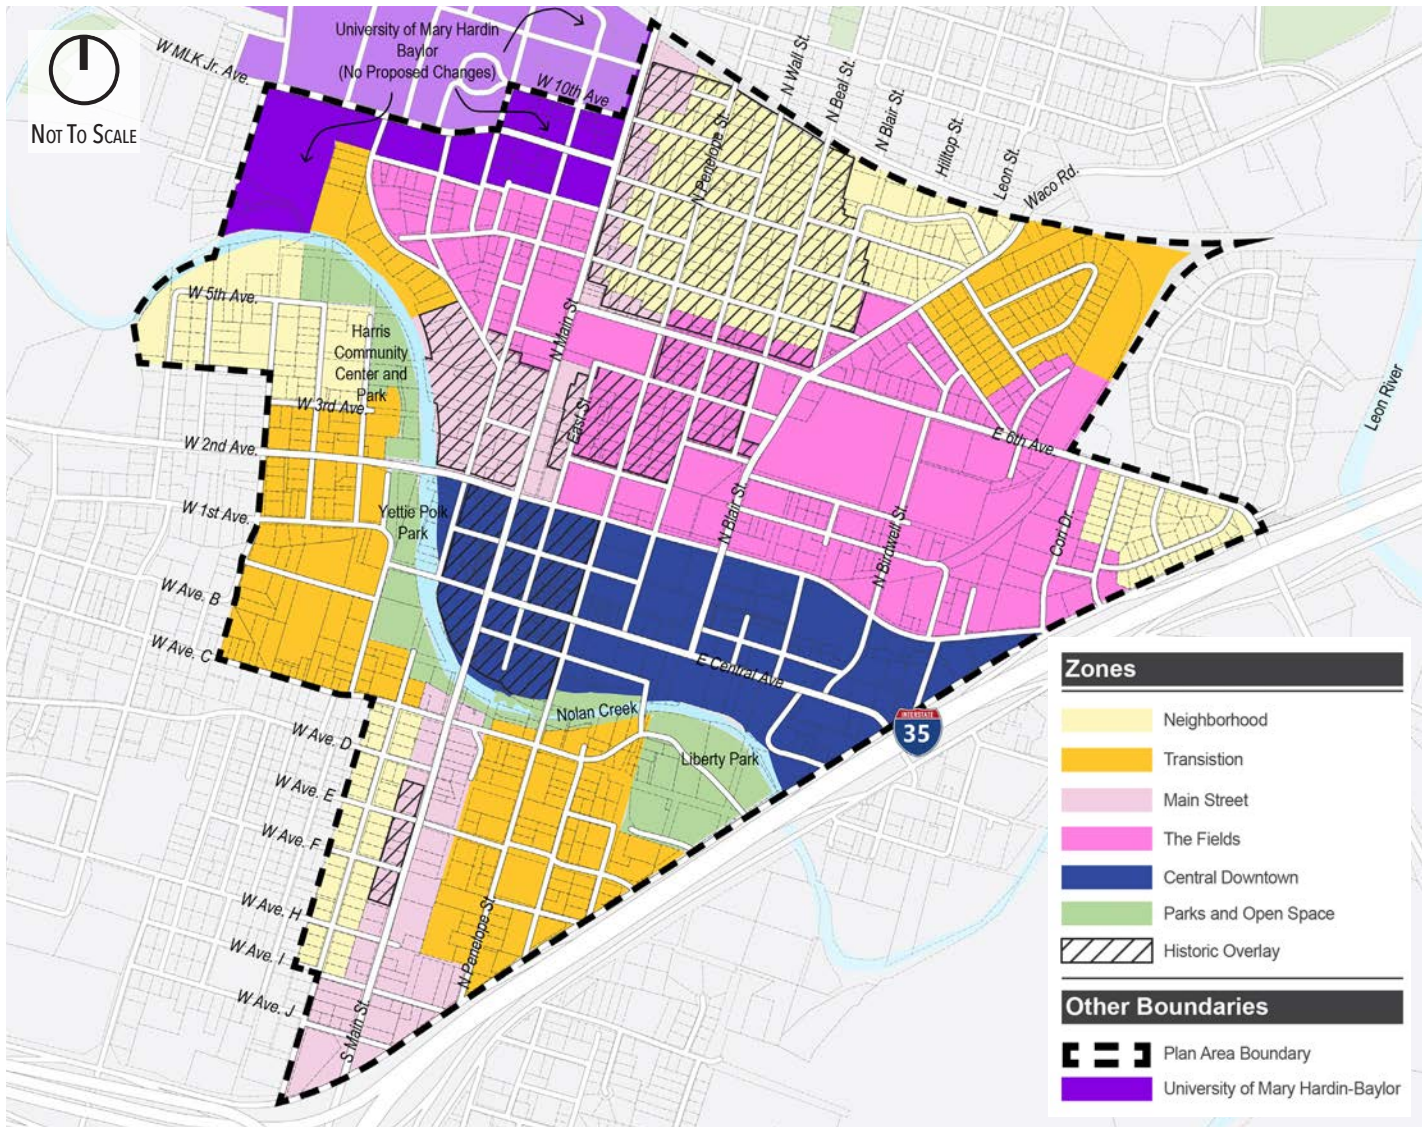 University of Mary Hardin
Baylor
(No Proposed Changes)
W MLK Jr. Ave.
W 10th Ave
NOT TO SCALE
N Wall St.
N Beal St.
N Blair St.
Hilltop St.
Leon St.
Waco Rd.
N Penelope St.
W 5th Ave.
Harris
Community
Center and
Park
N Main St
Leon River
W 3rd Ave
East St.
W 2nd Ave.
E 6th Ave.
W 1st Ave.
Yettie Polk
Park
N Blair St.
N Birdwell St.
Con Dr.
W Ave. B
W Ave. C
E Central Ave
Nolan Creek
INTERSTATE
35
W Ave. D
Liberty Park
W Ave. E
W Ave. F
W Ave. H
N Penelope St.
W Ave. I
W Ave. J
S Main St.
Zones
Neighborhood
Transistion
Main Street
The Fields
Central Downtown
Parks and Open Space
Historic Overlay
Other Boundaries
Plan Area Boundary
University of Mary Hardin-Baylor